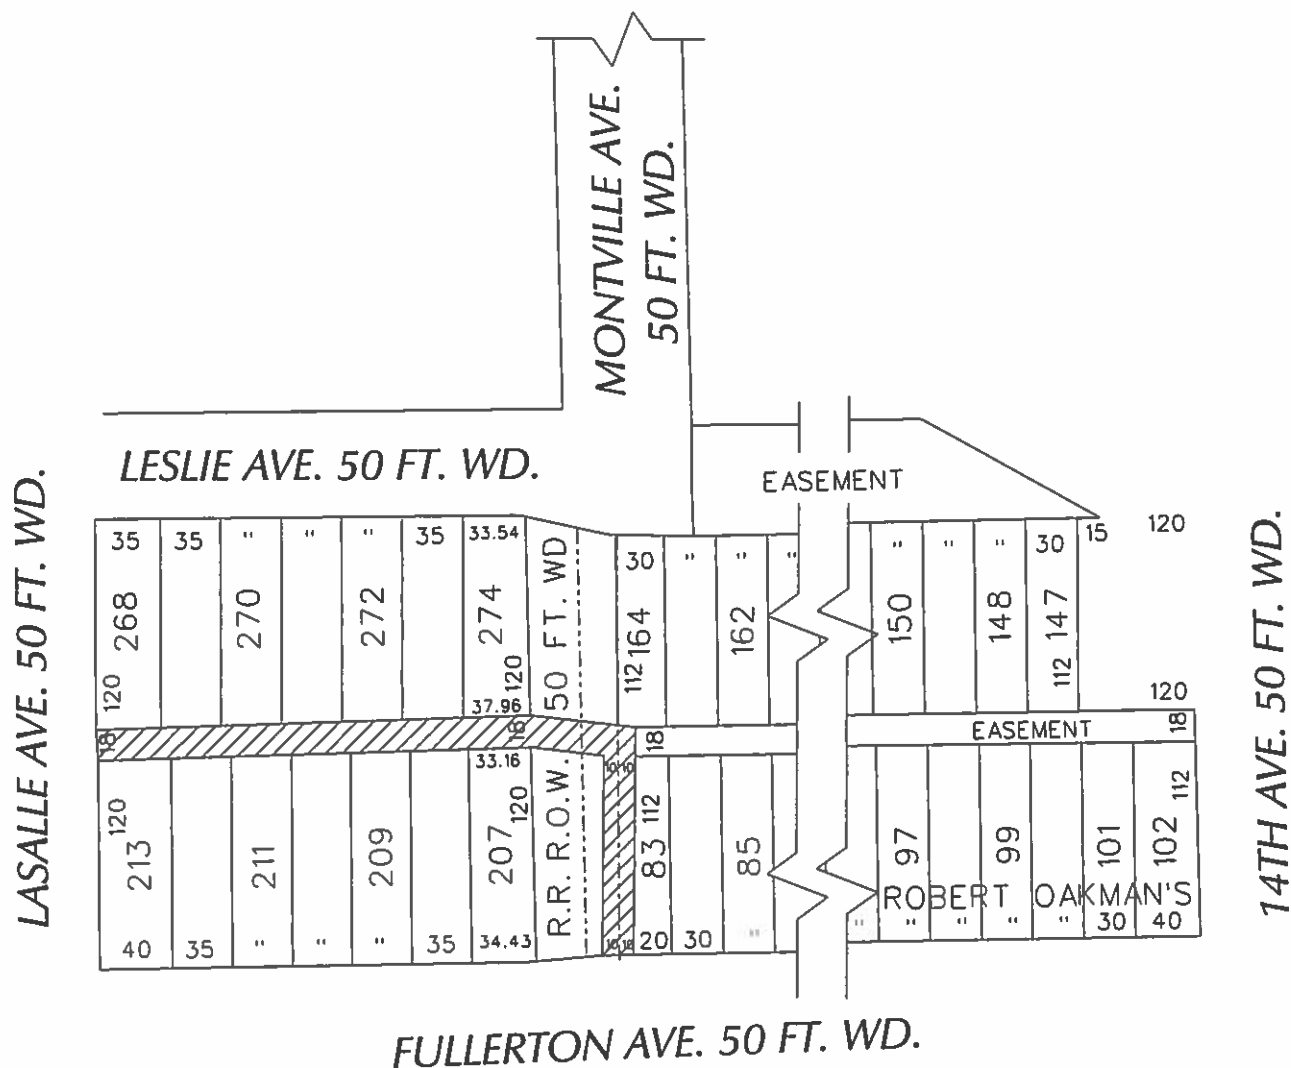 MONTVILLE AVE.
50 FT. WD.
LESLIE AVE. 50 FT. WD.
EASEMENT
LASALLE AVE. 50 FT. WD.
14TH AVE. 50 FT. WD.
35 35 " " " 35 33.54
30 " " "
" " " 30 15 120
268 270 272 274
50 FT. WD
164 162
150 148 147
120 120 112 112
37.96
120
18 18 18
EASEMENT 18
33.16
10 10
120 120 112 112
213 211 209 207
R.R. R.O.W.
83 85
97 99 101 102
ROBERT OAKMAN'S
40 35 " " " 35 34.43
10 10 20 30 "
" " " " " 30 40
FULLERTON AVE. 50 FT. WD.